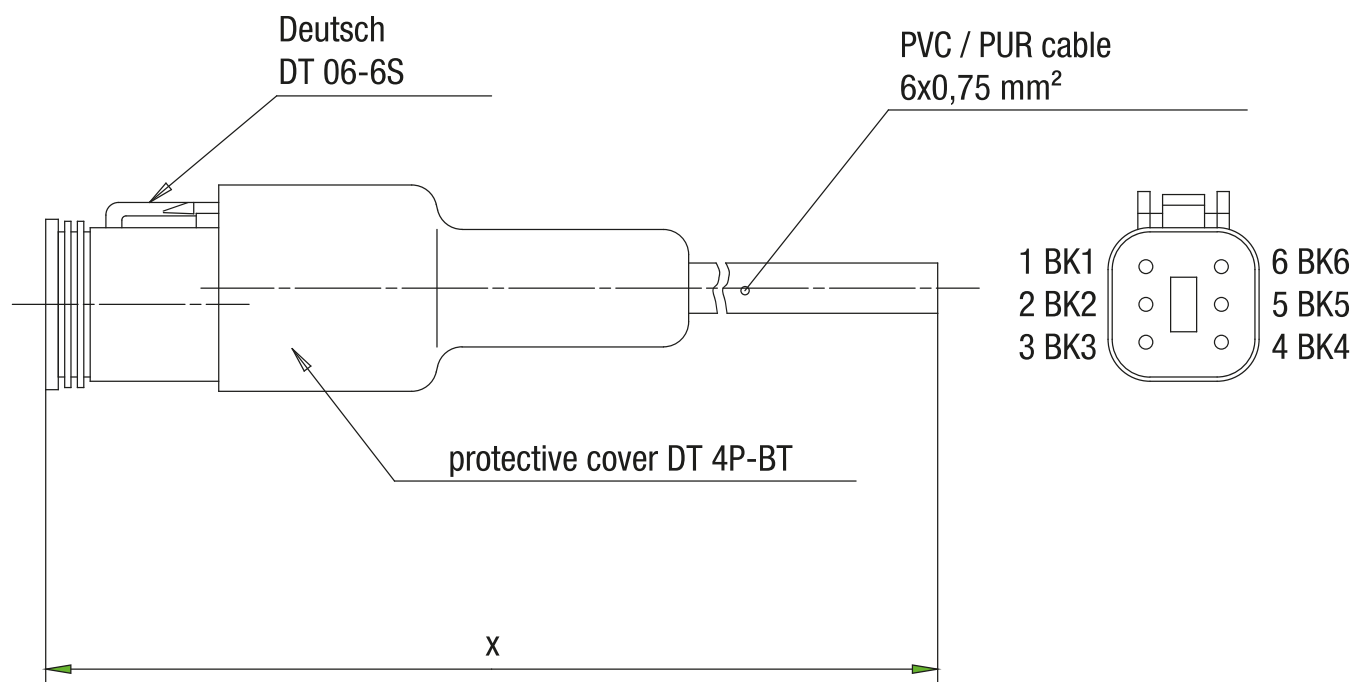 Deutsch
DT 06-6S
PVC / PUR cable
6x0,75 mm²
1 BK1
6 BK6
2 BK2
5 BK5
3 BK3
4 BK4
protective cover DT 4P-BT
x